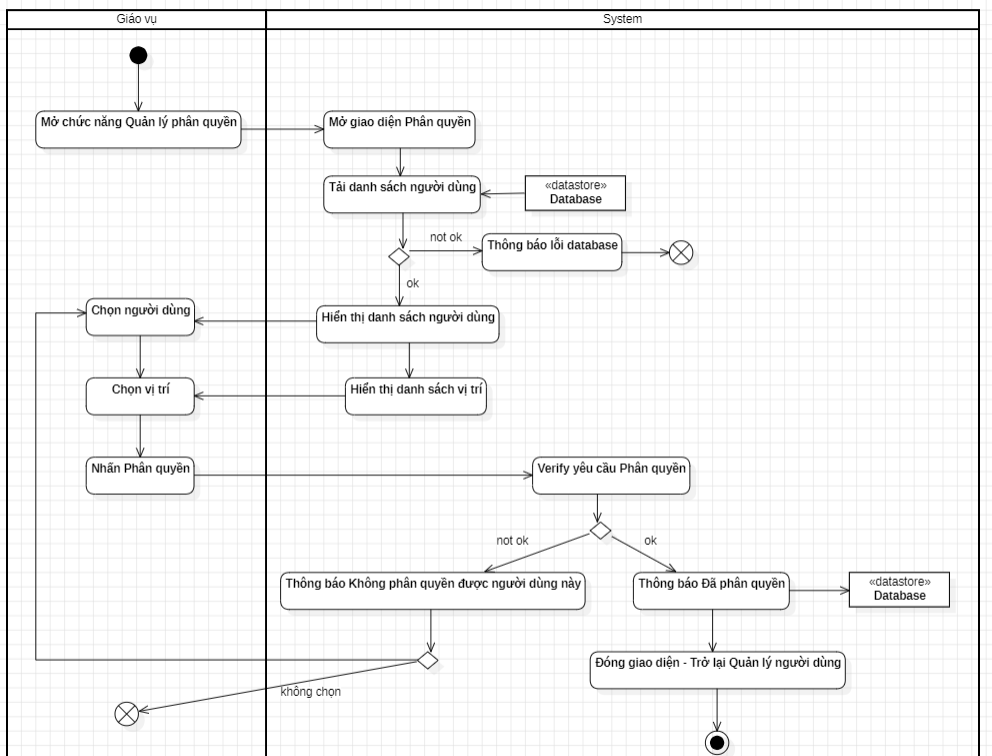 Giáo vụ
System
Mở chức năng Quản lý phân quyền
Mở giao diện Phân quyền
Tải danh sách người dùng
«datastore»
Database
not ok
Thông báo lỗi database
ok
Chọn người dùng
Hiển thị danh sách người dùng
Chọn vị trí
Hiển thị danh sách vị trí
Nhấn Phân quyền
Verify yêu cầu Phân quyền
not ok
ok
Thông báo Không phân quyền được người dùng này
Thông báo Đã phân quyền
«datastore»
Database
Đóng giao diện - Trở lại Quản lý người dùng
không chọn